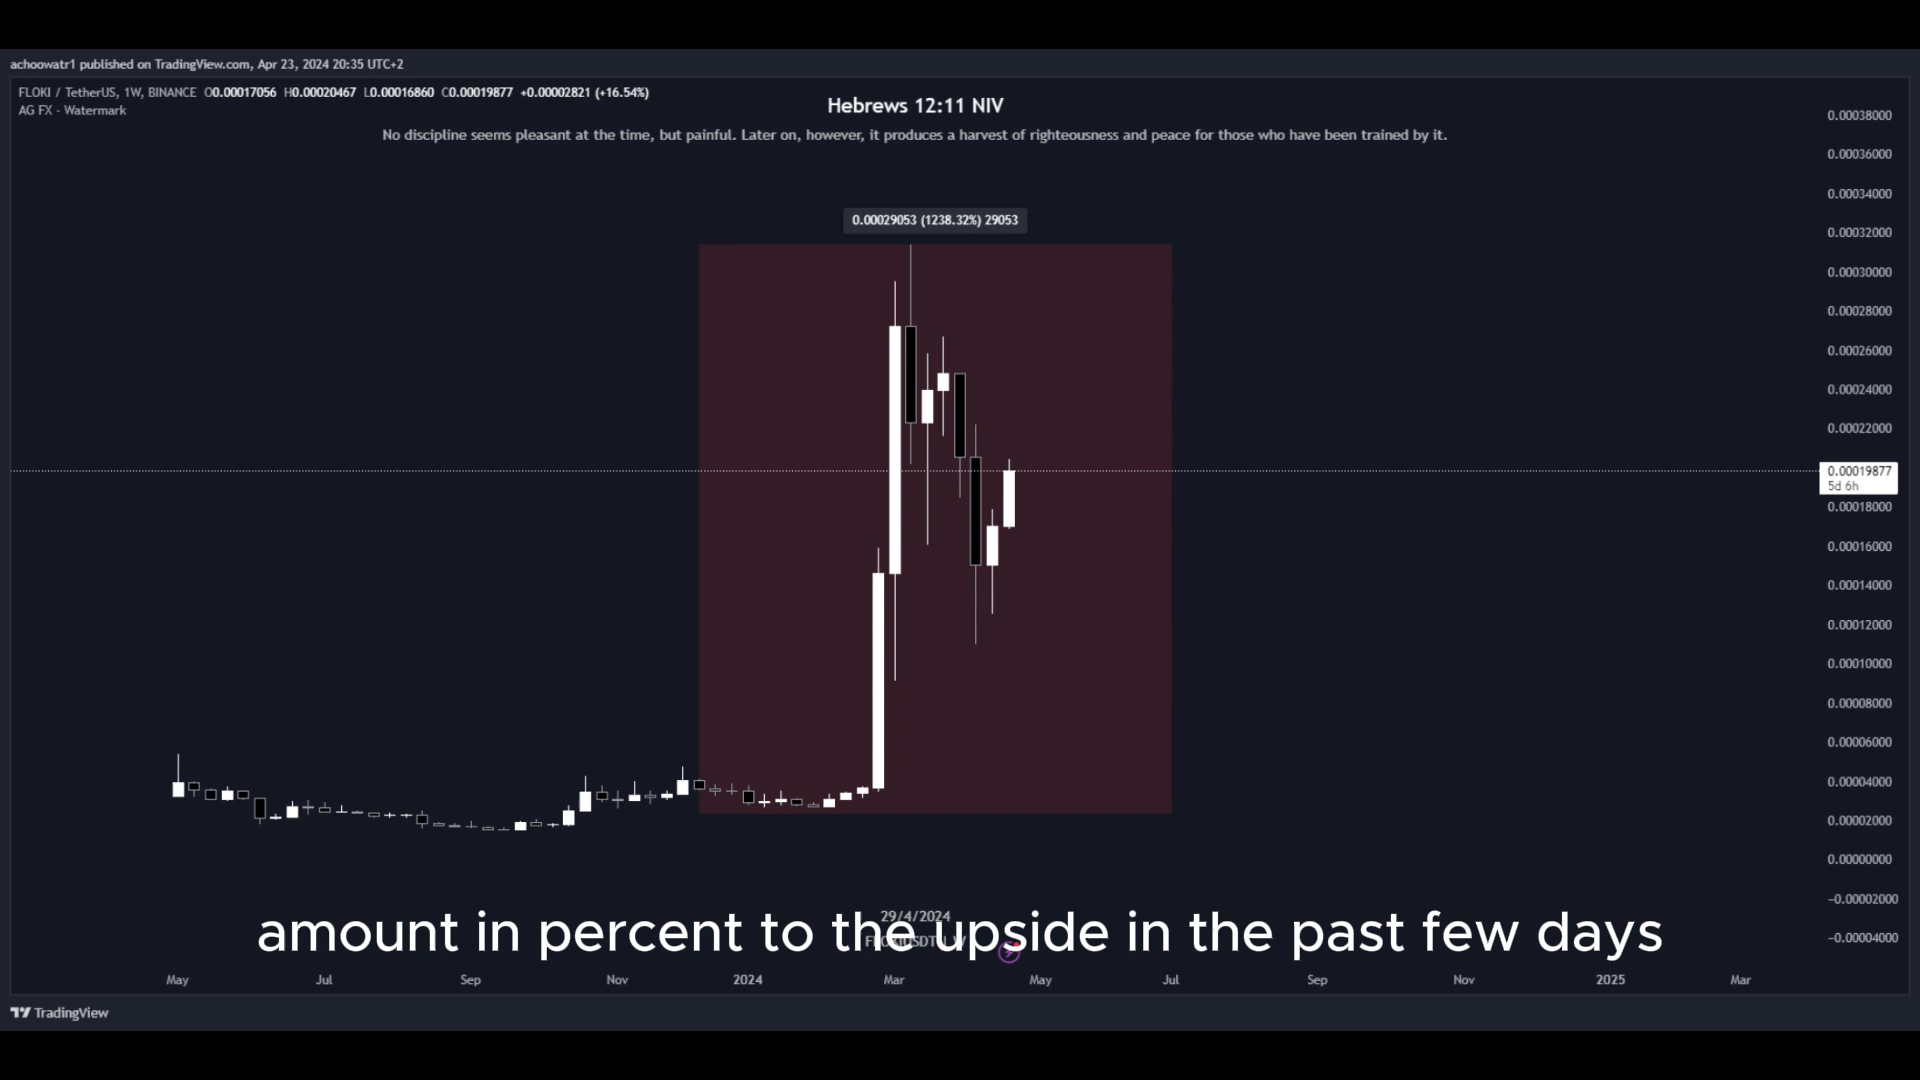 achoowatr1 published on TradingView.com, Apr 23, 2024 20:35 UTC+2
FLOKI / TetherUS, 1W, BINANCE O0.00017056 H0.00020467 L0.00016860 C0.00019877 +0.00002821 (+16.54%)
AG FX - Watermark
Hebrews 12:11 NIV
No discipline seems pleasant at the time, but painful. Later on, however, it produces a harvest of righteousness and peace for those who have been trained by it.
0.00029053 (1238.32%) 29053
0.00038000
0.00036000
0.00034000
0.00032000
0.00030000
0.00028000
0.00026000
0.00024000
0.00022000
0.00019877
5d 6h
0.00018000
0.00016000
0.00014000
0.00012000
0.00010000
0.00008000
0.00006000
0.00004000
0.00002000
0.00000000
−0.00002000
−0.00004000
29/4/2024
amount in percent to the upside in the past few days
May Jul Sep Nov 2024 Mar May Jul Sep Nov 2025 Mar
TradingView